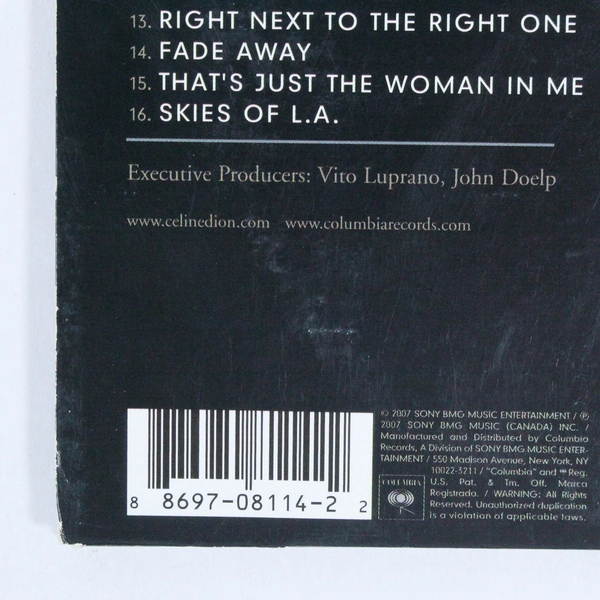 13. RIGHT NEXT TO THE RIGHT ONE
14. FADE AWAY
15. THAT'S JUST THE WOMAN IN ME
16. SKIES OF L.A.
Executive Producers: Vito Luprano, John Doelp
www.celinedion.com www.columbiarecords.com
8 8697-08114-2 2
© 2007 SONY BMG MUSIC ENTERTAINMENT / ℗
2007 SONY BMG MUSIC (CANADA) INC. /
Manufactured and Distributed by Columbia
Records, A Division of SONY BMG MUSIC ENTER-
TAINMENT / 550 Madison Avenue, New York, NY
10022-3211 / "Columbia" and ® Reg.
COLUMBIA
U.S. Pat. & Tm. Off. Marca
Registrada. / WARNING: All Rights
Reserved. Unauthorized duplication
is a violation of applicable laws.